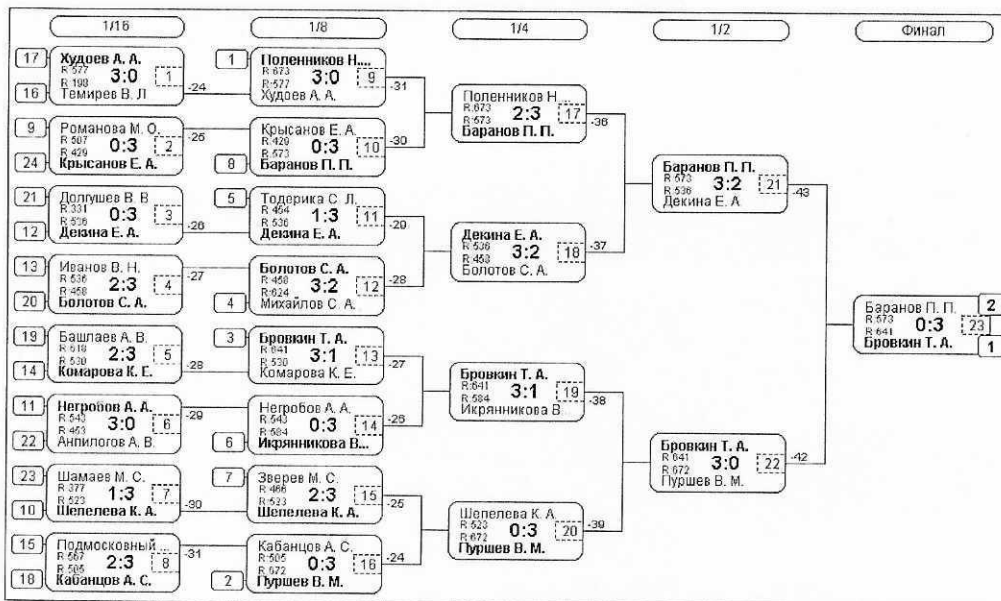 1/16
1/8
1/4
1/2
Финал
17
Худоев А. А.
R 577
3:0
1
R 198
16
Темирев В. Л
-24
9
Романова М. О.
R 507
0:3
2
R 429
24
Крысанов Е. А.
-25
21
Долгушев В. В
R 331
0:3
3
R 536
12
Декина Е. А.
-26
13
Иванов В. Н.
R 536
2:3
4
R 458
20
Болотов С. А.
-27
19
Башлаев А. В.
R 618
2:3
5
R 530
14
Комарова К. Е.
-28
11
Негробов А. А.
R 543
3:0
6
R 453
22
Анпилогов А. В.
-29
23
Шамаев М. С.
R 377
1:3
7
R 523
10
Шепелева К. А.
-30
15
Подмосковный ...
R 567
2:3
8
R 505
18
Кабанцов А. С.
-31
1
Поленников Н....
R 673
3:0
9
R 577
Худоев А. А.
-31
Крысанов Е. А.
R 429
0:3
10
R 573
8
Баранов П. П.
-30
5
Тодерика С. Л.
R 454
1:3
11
R 536
Декина Е. А.
-29
Болотов С. А.
R 458
3:2
12
R 624
4
Михайлов С. А.
-28
3
Бровкин Т. А.
R 641
3:1
13
R 530
Комарова К. Е.
-27
Негробов А. А.
R 543
0:3
14
R 584
6
Икрянникова В...
-26
7
Зверев М. С.
R 466
2:3
15
R 523
Шепелева К. А.
-25
Кабанцов А. С.
R 505
0:3
16
R 672
2
Пуршев В. М.
-24
Поленников Н ...
R 673
2:3
17
R 573
Баранов П. П.
-36
Декина Е. А.
R 536
3:2
18
R 458
Болотов С. А.
-37
Бровкин Т. А.
R 641
3:1
19
R 584
Икрянникова В...
-38
Шепелева К. А
R 523
0:3
20
R 672
Пуршев В. М.
-39
Баранов П. П.
R 573
3:2
21
R 536
Декина Е. А
-43
Бровкин Т. А.
R 641
3:0
22
R 672
Пуршев В. М.
-42
Баранов П. П.
2
R 573
0:3
23
R 641
Бровкин Т. А.
1